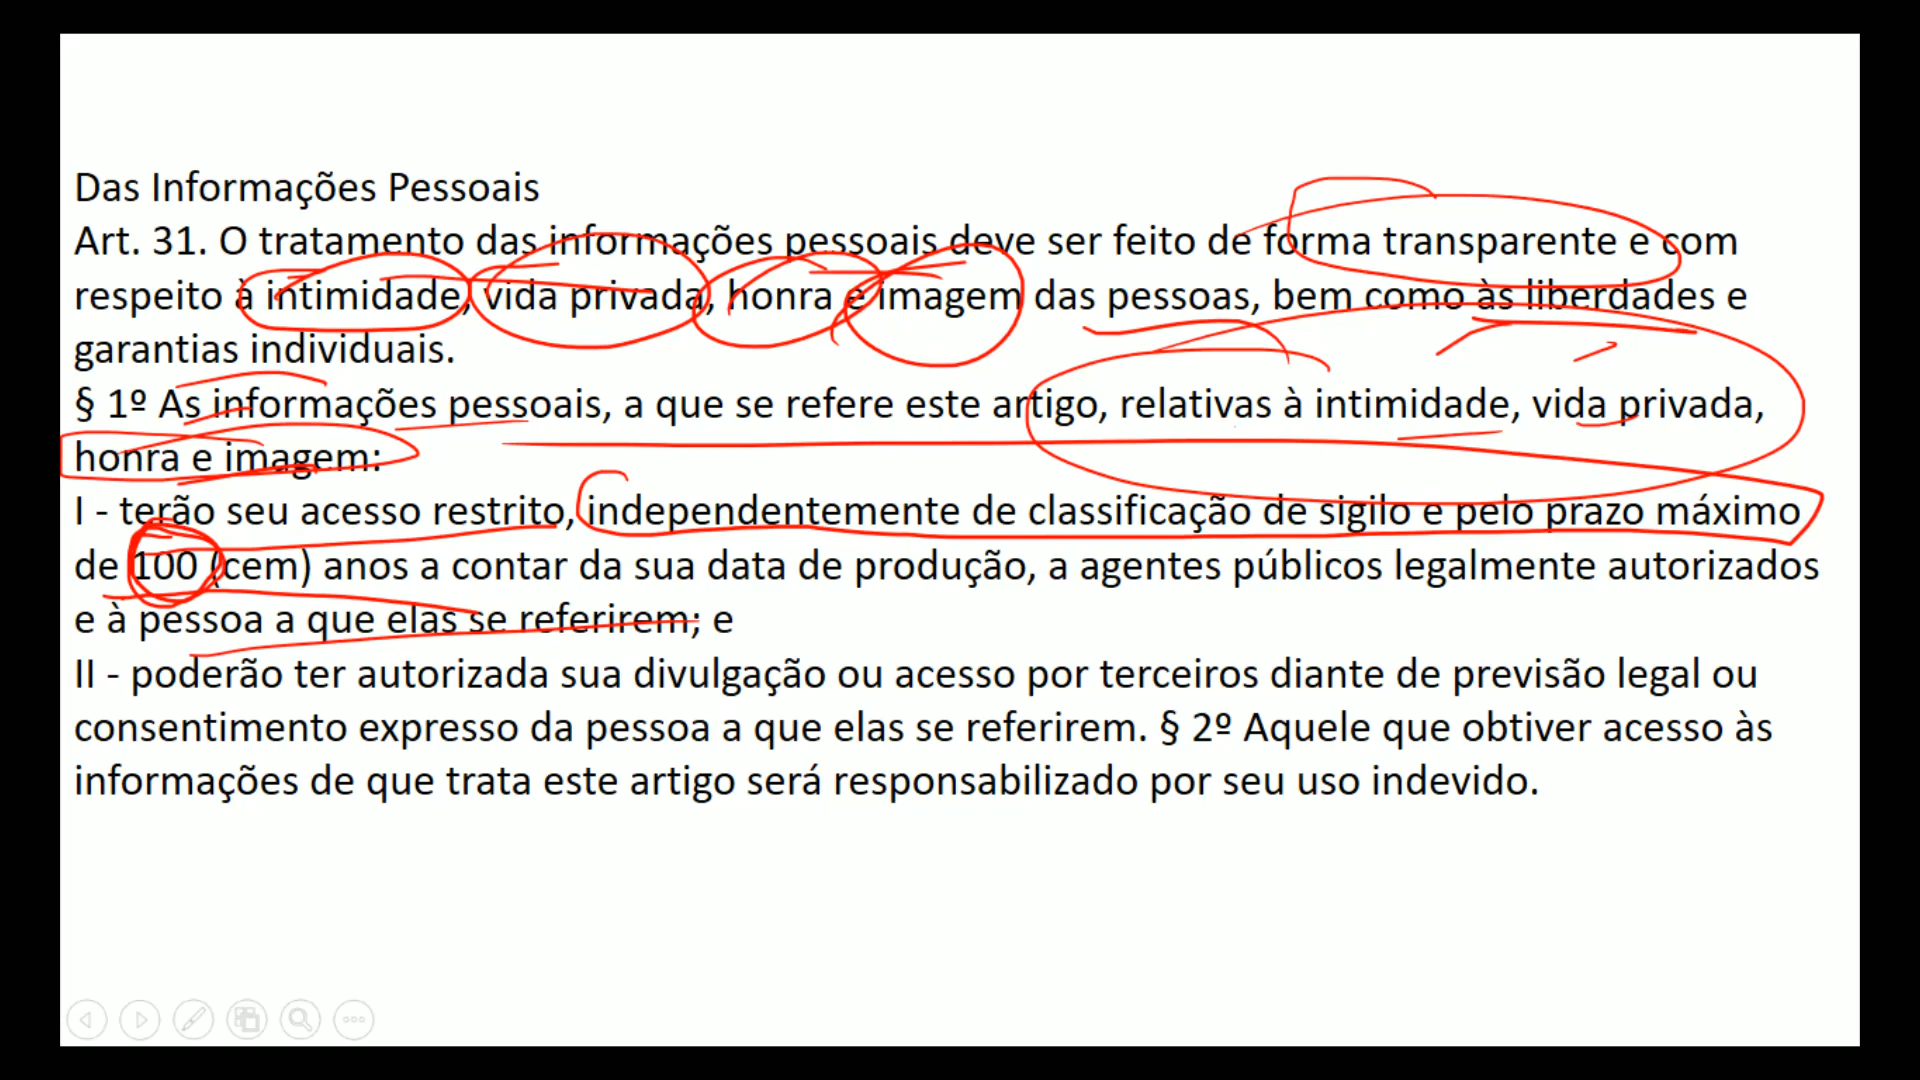 Das Informações Pessoais
Art. 31. O tratamento das informações pessoais deve ser feito de forma transparente e com
respeito à intimidade, vida privada, honra e imagem das pessoas, bem como às liberdades e
garantias individuais.
§ 1º As informações pessoais, a que se refere este artigo, relativas à intimidade, vida privada,
honra e imagem:
I - terão seu acesso restrito, independentemente de classificação de sigilo e pelo prazo máximo
de 100 (cem) anos a contar da sua data de produção, a agentes públicos legalmente autorizados
e à pessoa a que elas se referirem; e
II - poderão ter autorizada sua divulgação ou acesso por terceiros diante de previsão legal ou
consentimento expresso da pessoa a que elas se referirem. § 2º Aquele que obtiver acesso às
informações de que trata este artigo será responsabilizado por seu uso indevido.